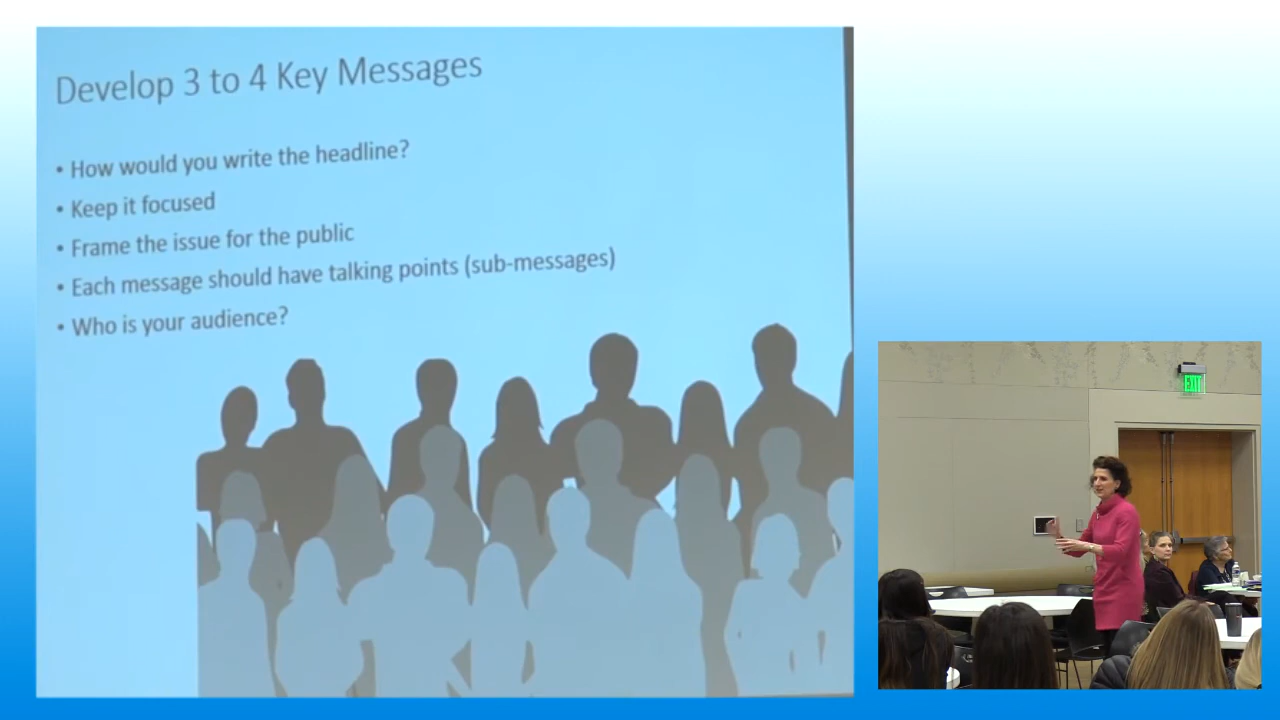 Develop 3 to 4 Key Messages
• How would you write the headline?
• Keep it focused
• Frame the issue for the public
• Each message should have talking points (sub-messages)
• Who is your audience?
EXIT